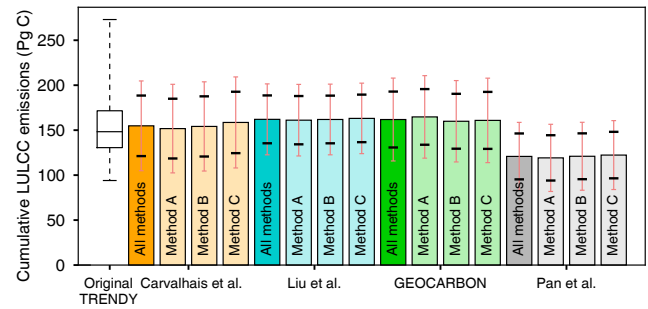 Cumulative LULCC emissions (Pg C)
250
200
150
100
50
0
All methods
Method A
Method B
Method C
All methods
Method A
Method B
Method C
All methods
Method A
Method B
Method C
All methods
Method A
Method B
Method C
Original
TRENDY
Carvalhais et al.
Liu et al.
GEOCARBON
Pan et al.